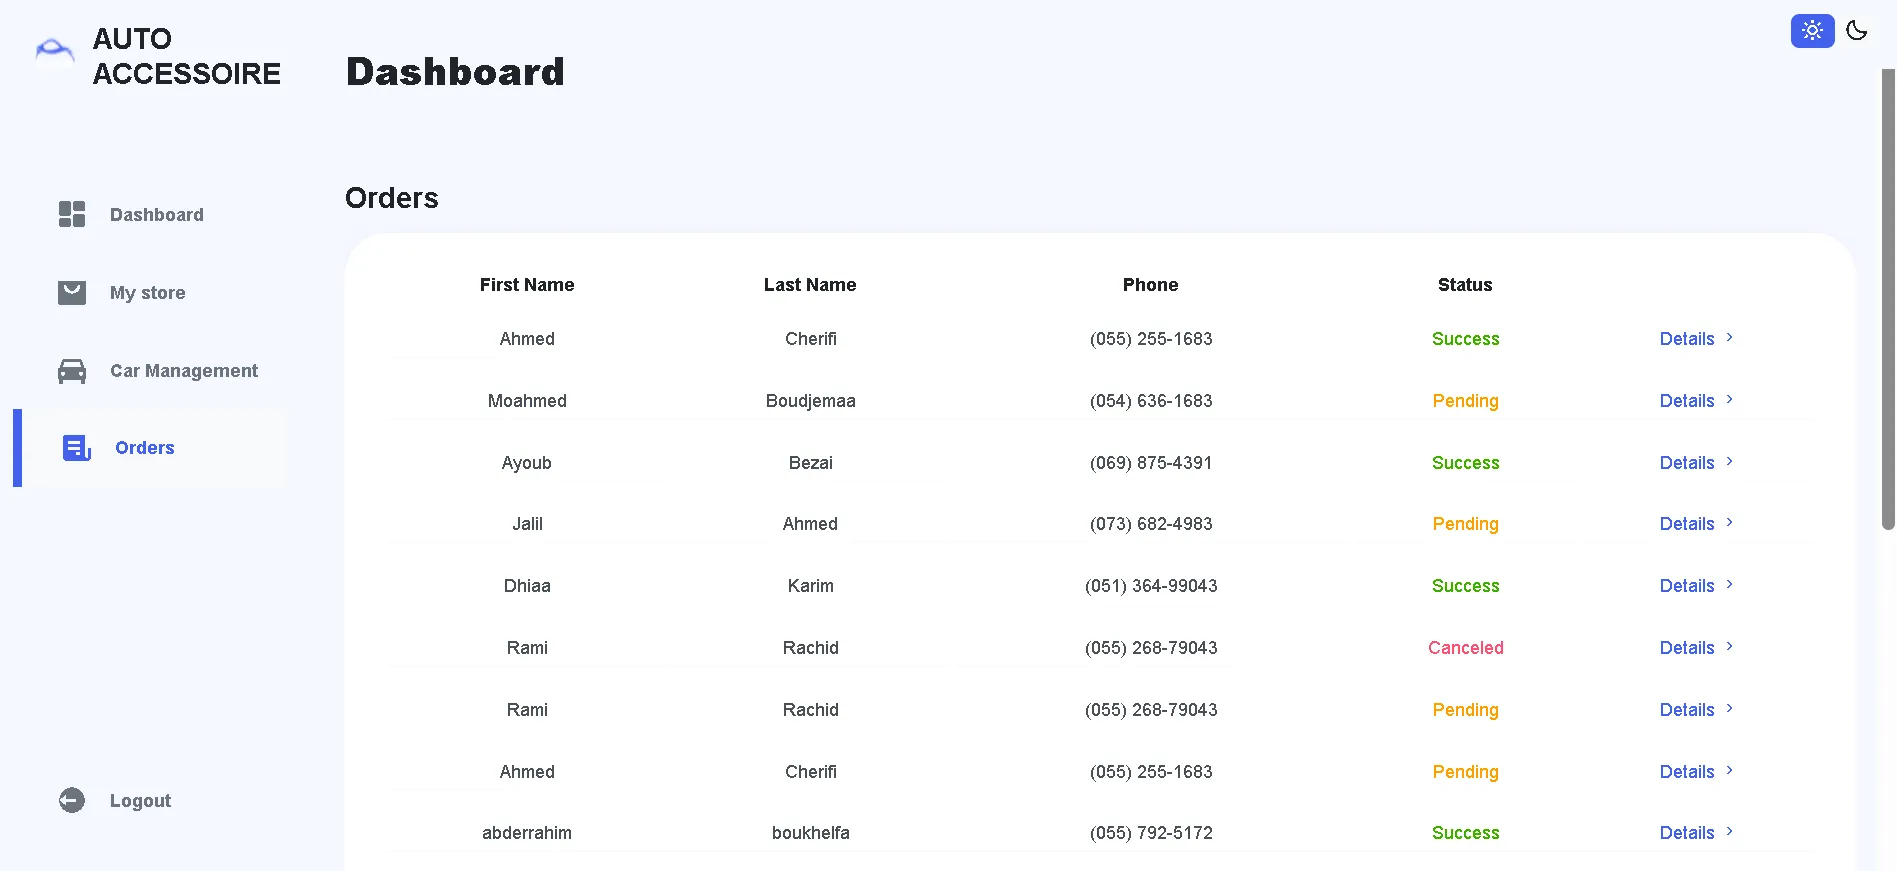 AUTO
ACCESSOIRE
Dashboard
Dashboard
My store
Car Management
Orders
Logout
Orders
First Name Last Name Phone Status
Ahmed Cherifi (055) 255-1683 Success Details
Moahmed Boudjemaa (054) 636-1683 Pending Details
Ayoub Bezai (069) 875-4391 Success Details
Jalil Ahmed (073) 682-4983 Pending Details
Dhiaa Karim (051) 364-99043 Success Details
Rami Rachid (055) 268-79043 Canceled Details
Rami Rachid (055) 268-79043 Pending Details
Ahmed Cherifi (055) 255-1683 Pending Details
abderrahim boukhelfa (055) 792-5172 Success Details